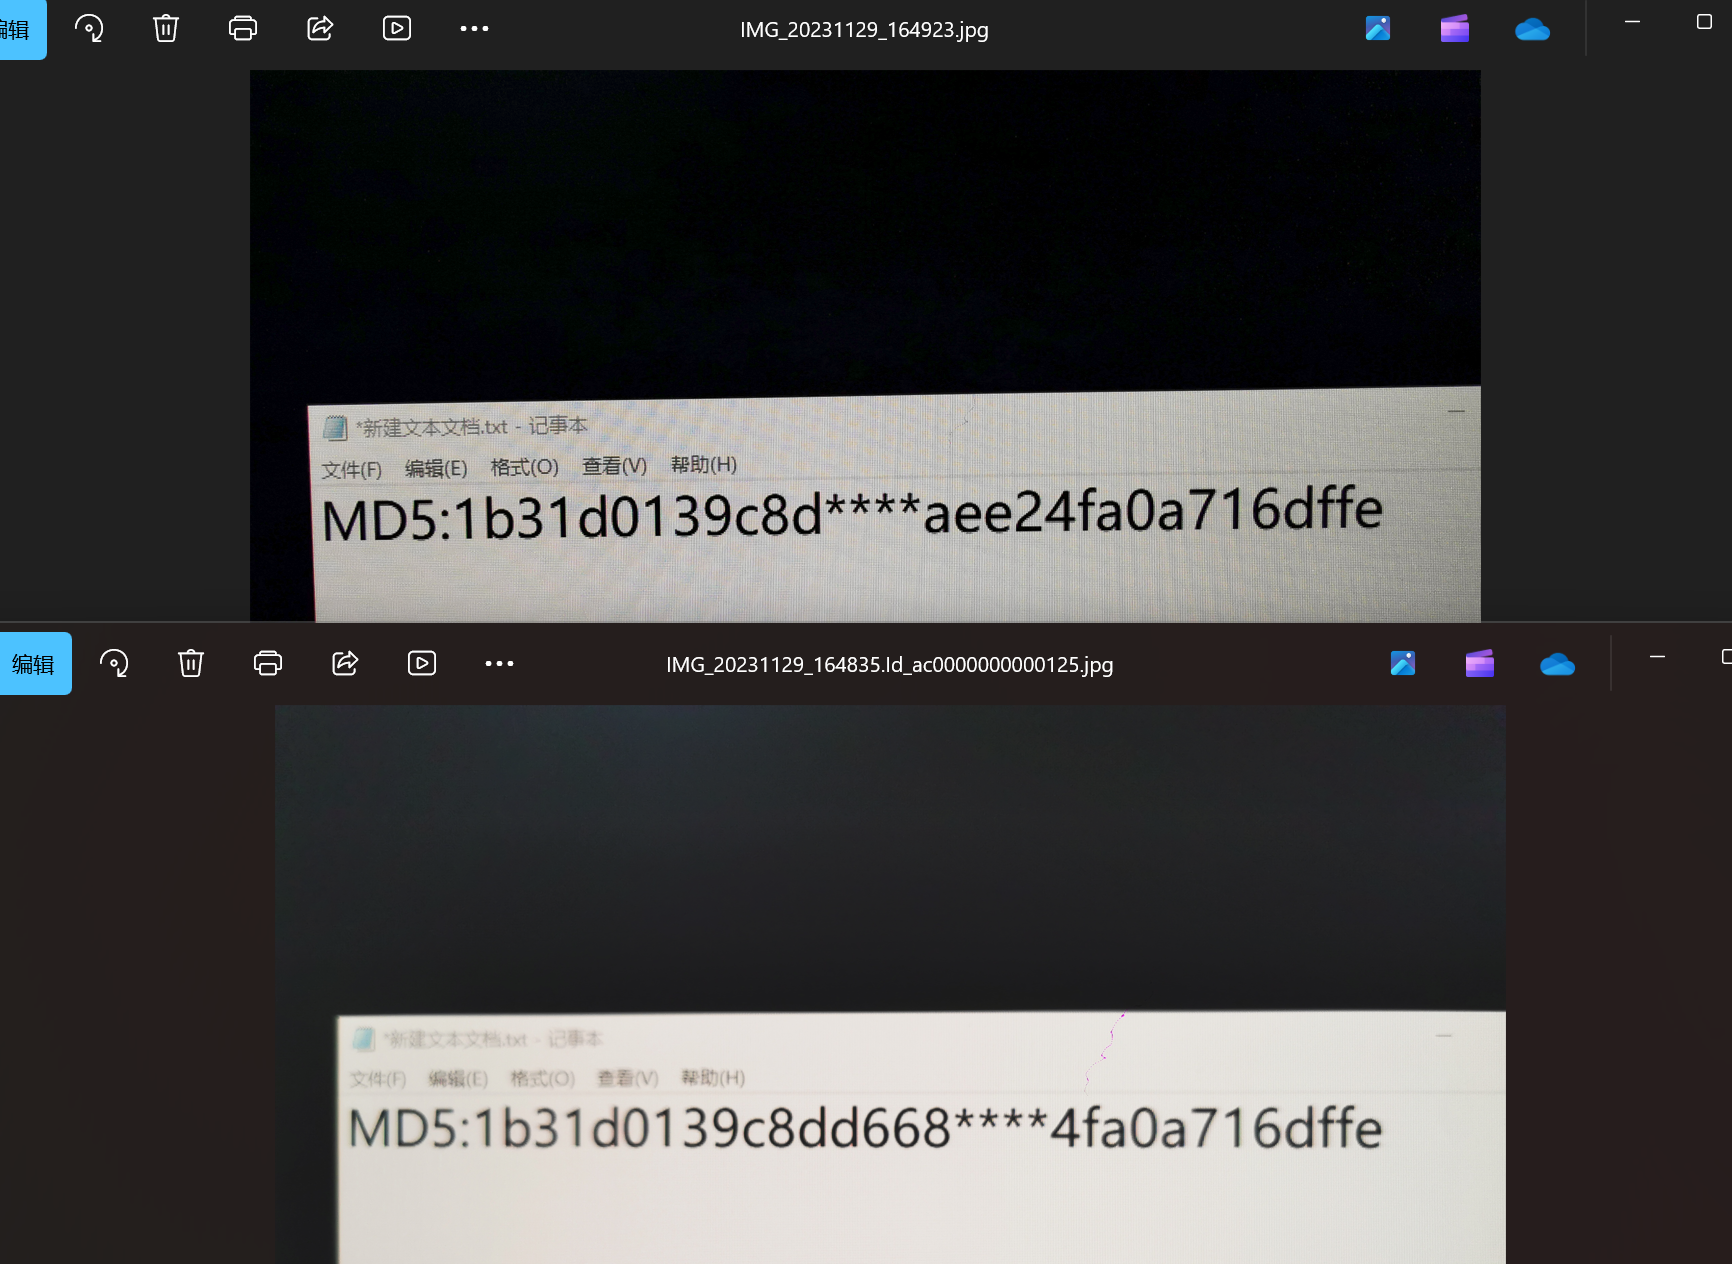 编辑
IMG_20231129_164923.jpg
*新建文本文档.txt - 记事本
文件(F) 编辑(E) 格式(O) 查看(V) 帮助(H)
MD5:1b31d0139c8d****aee24fa0a716dffe
编辑
IMG_20231129_164835.ld_ac0000000000125.jpg
*新建文本文档.txt - 记事本
文件(F) 编辑(E) 格式(O) 查看(V) 帮助(H)
MD5:1b31d0139c8dd668****4fa0a716dffe